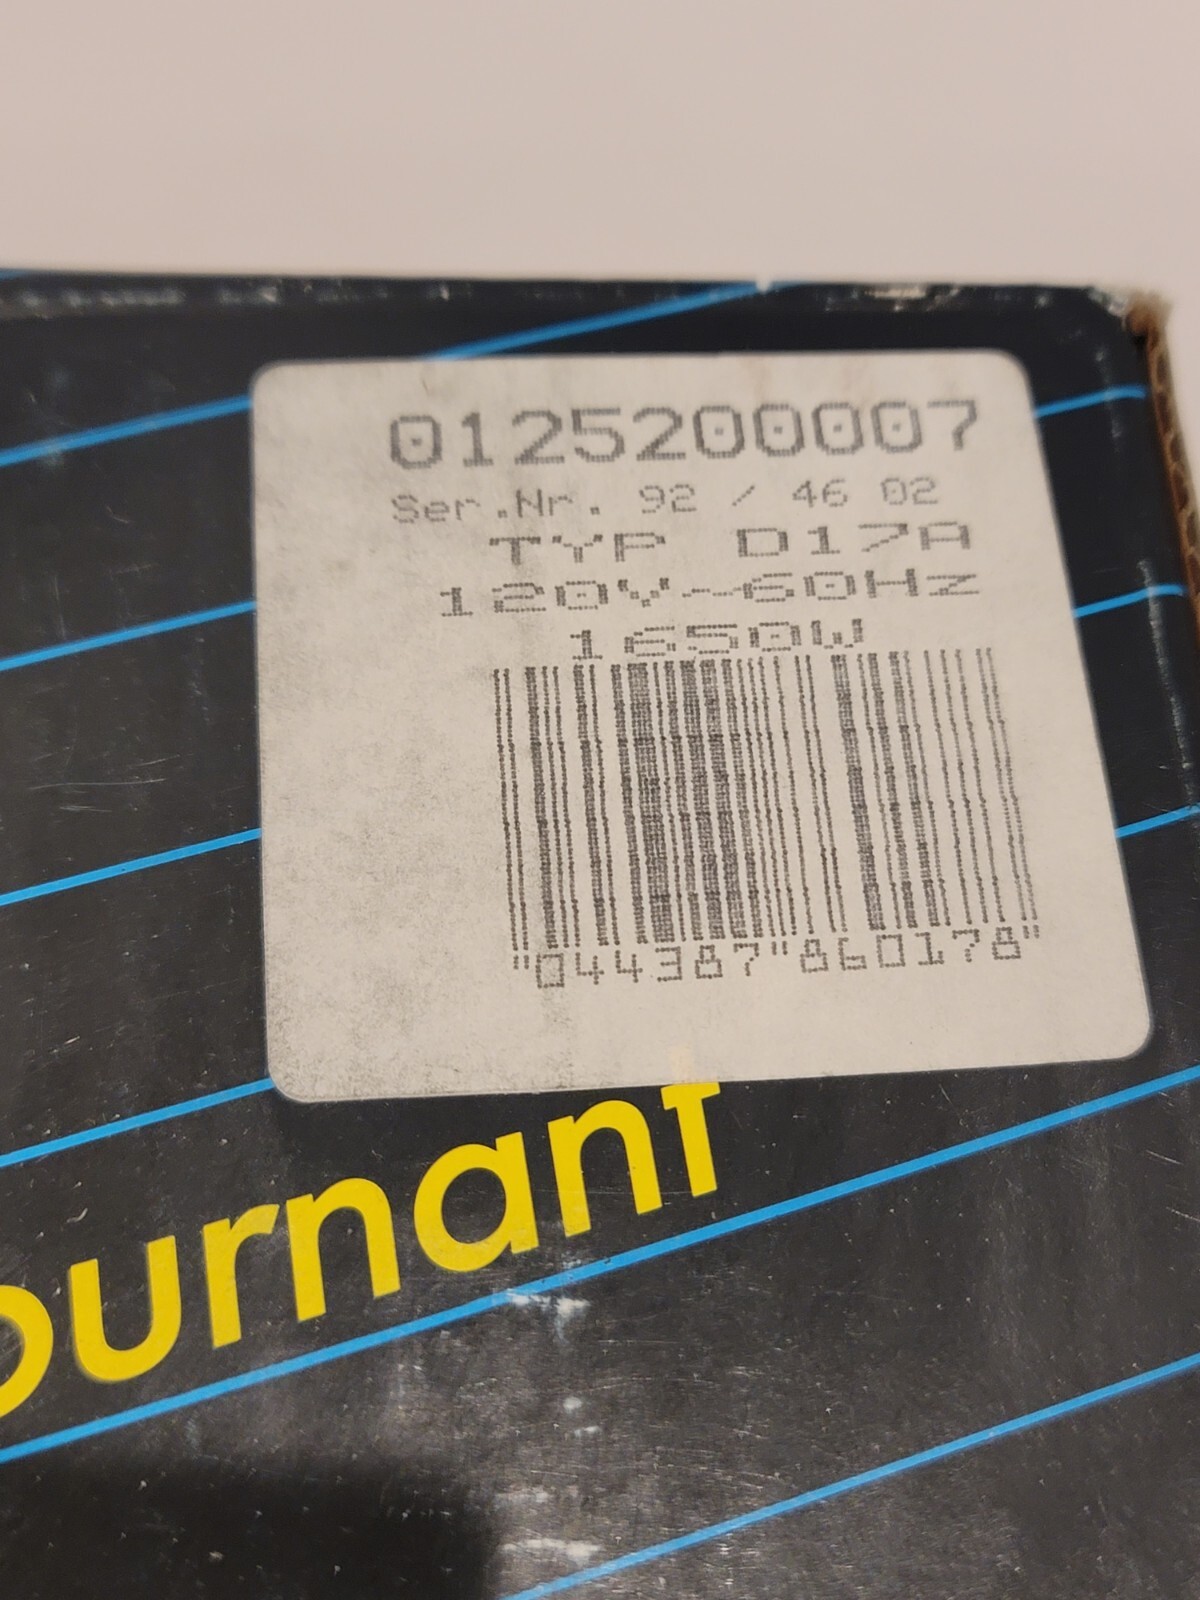 0125200007
Ser.Nr. 92 / 46 02
TYP D17A
120V~60Hz
1650W
"044387"860178"
ournant